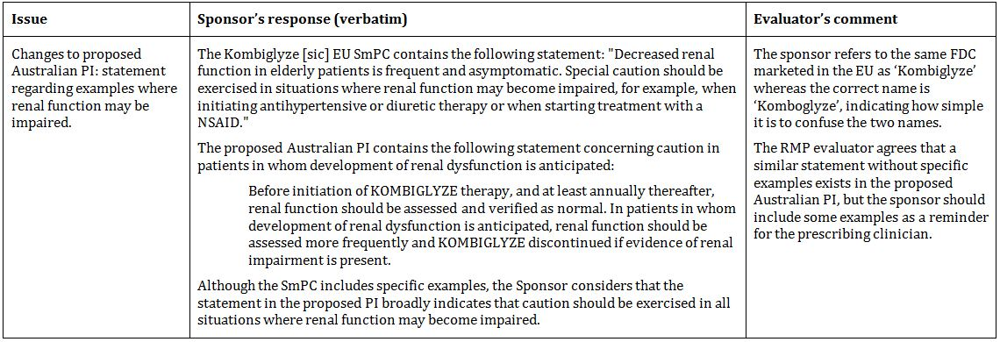 Issue
Sponsor's response (verbatim)
Evaluator's comment
Changes to proposed
Australian PI: statement
regarding examples where
renal function may be
impaired.
The Kombiglyze [sic] EU SmPC contains the following statement: "Decreased renal
function in elderly patients is frequent and asymptomatic. Special caution should be
exercised in situations where renal function may become impaired, for example, when
initiating antihypertensive or diuretic therapy or when starting treatment with a
NSAID."
The proposed Australian PI contains the following statement concerning caution in
patients in whom development of renal dysfunction is anticipated:
Before initiation of KOMBIGLYZE therapy, and at least annually thereafter,
renal function should be assessed and verified as normal. In patients in whom
development of renal dysfunction is anticipated, renal function should be
assessed more frequently and KOMBIGLYZE discontinued if evidence of renal
impairment is present.
Although the SmPC includes specific examples, the Sponsor considers that the
statement in the proposed PI broadly indicates that caution should be exercised in all
situations where renal function may become impaired.
The sponsor refers to the same FDC
marketed in the EU as ‘Kombiglyze’
whereas the correct name is
‘Komboglyze’, indicating how simple
it is to confuse the two names.
The RMP evaluator agrees that a
similar statement without specific
examples exists in the proposed
Australian PI, but the sponsor should
include some examples as a reminder
for the prescribing clinician.